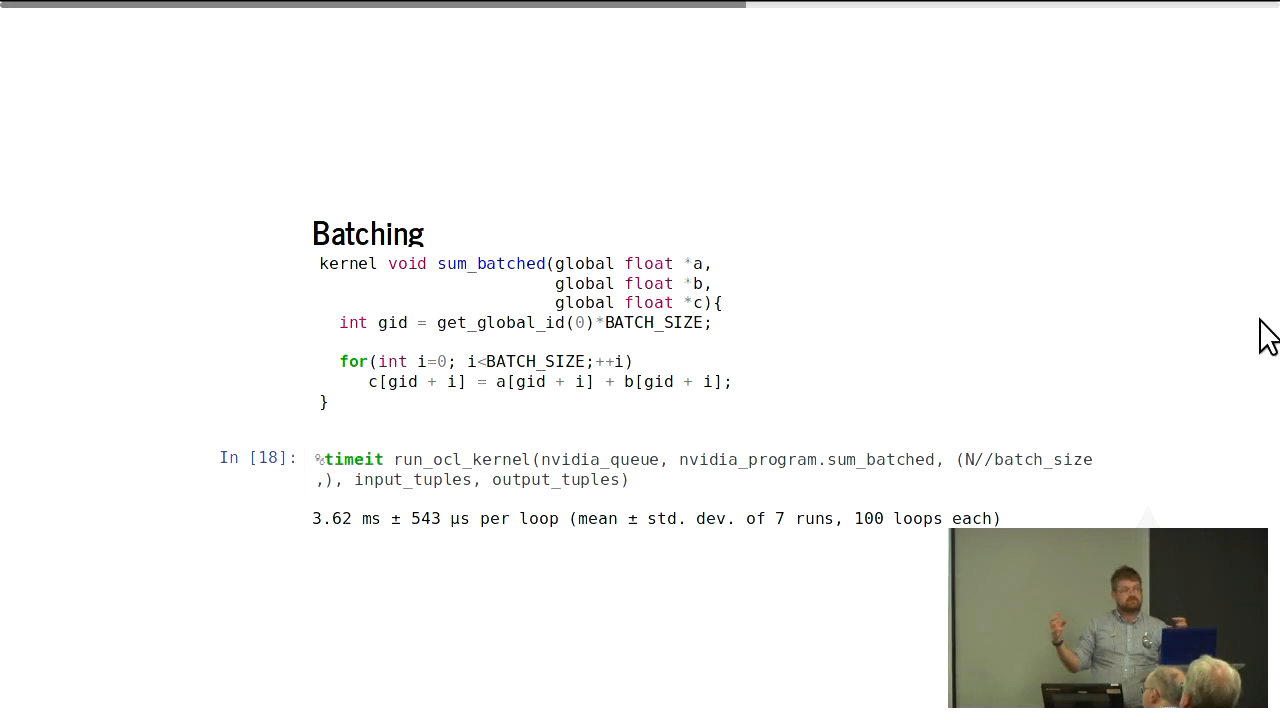 Batching
kernel void sum_batched(global float *a,
global float *b,
global float *c){
int gid = get_global_id(0)*BATCH_SIZE;
for(int i=0; i<BATCH_SIZE;++i)
c[gid + i] = a[gid + i] + b[gid + i];
}
In [18]: %timeit run_ocl_kernel(nvidia_queue, nvidia_program.sum_batched, (N//batch_size
,), input_tuples, output_tuples)
3.62 ms ± 543 µs per loop (mean ± std. dev. of 7 runs, 100 loops each)